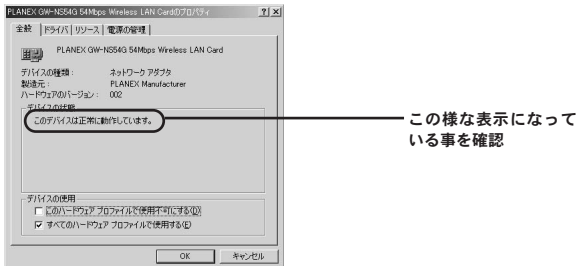 PLANEX GW-NS54G 54Mbps Wireless LAN Cardのプロパティ
全般 ドライバ リソース 電源の管理
PLANEX GW-NS54G 54Mbps Wireless LAN Card
デバイスの種類： ネットワーク アダプタ
製造元： PLANEX Manufacturer
ハードウェアのバージョン： 002
デバイスの状態
このデバイスは正常に動作しています。
この様な表示になって
いる事を確認
デバイスの使用
このハードウェア プロファイルで使用不可にする(D)
すべてのハードウェア プロファイルで使用する(E)
OK キャンセル